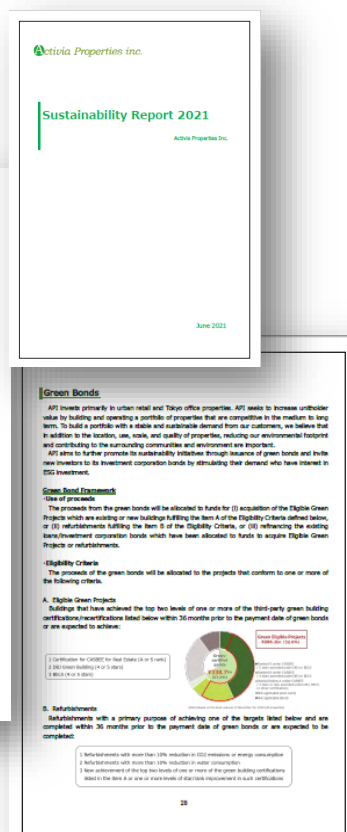 Activia Properties inc.
Sustainability Report 2021
Activia Properties Inc.
June 2021
Green Bonds
API invests primarily in urban retail and Tokyo office properties. API seeks to increase unitholder
value by building and operating a portfolio of properties that are competitive in the medium to long
term. To build a portfolio with a stable and sustainable demand from our customers, we believe that
in addition to the location, use, scale, and quality of properties, reducing our environmental footprint
and contributing to the surrounding communities and environment are important.
API aims to further promote its sustainability initiatives through issuance of green bonds and invite
new investors to its investment corporation bonds by stimulating their demand who have interest in
ESG investment.
Green Bond Framework
·Use of proceeds
The proceeds from the green bonds will be allocated to funds for (i) acquisition of the Eligible Green
Projects which are existing or new buildings fulfilling the item A of the Eligibility Criteria defined below,
or (ii) refurbishments fulfilling the item B of the Eligibility Criteria, or (iii) refinancing the existing
loans/investment corporation bonds which have been allocated to funds to acquire Eligible Green
Projects or refurbishments.
·Eligibility Criteria
The proceeds of the green bonds will be allocated to the projects that conform to one or more of
the following criteria.
A. Eligible Green Projects
Buildings that have achieved the top two levels of one or more of the third-party green building
certifications/recertifications listed below within 36 months prior to the payment date of green bonds
or are expected to achieve:
1 Certification for CASBEE for Real Estate (A or S rank)
2 DBJ Green Building (4 or 5 stars)
3 BELS (4 or 5 stars)
Green Eligible Projects
Green
certified
assets
B. Refurbishments
Refurbishments with a primary purpose of achieving one of the targets listed below and are
completed within 36 months prior to the payment date of green bonds or are expected to be
completed:
1 Refurbishments with more than 10% reduction in CO2 emissions or energy consumption
2 Refurbishments with more than 10% reduction in water consumption
3 New achievement of the top two levels of one or more of the green building certifications
listed in the item A or one or more levels of star/rank improvement in such certifications